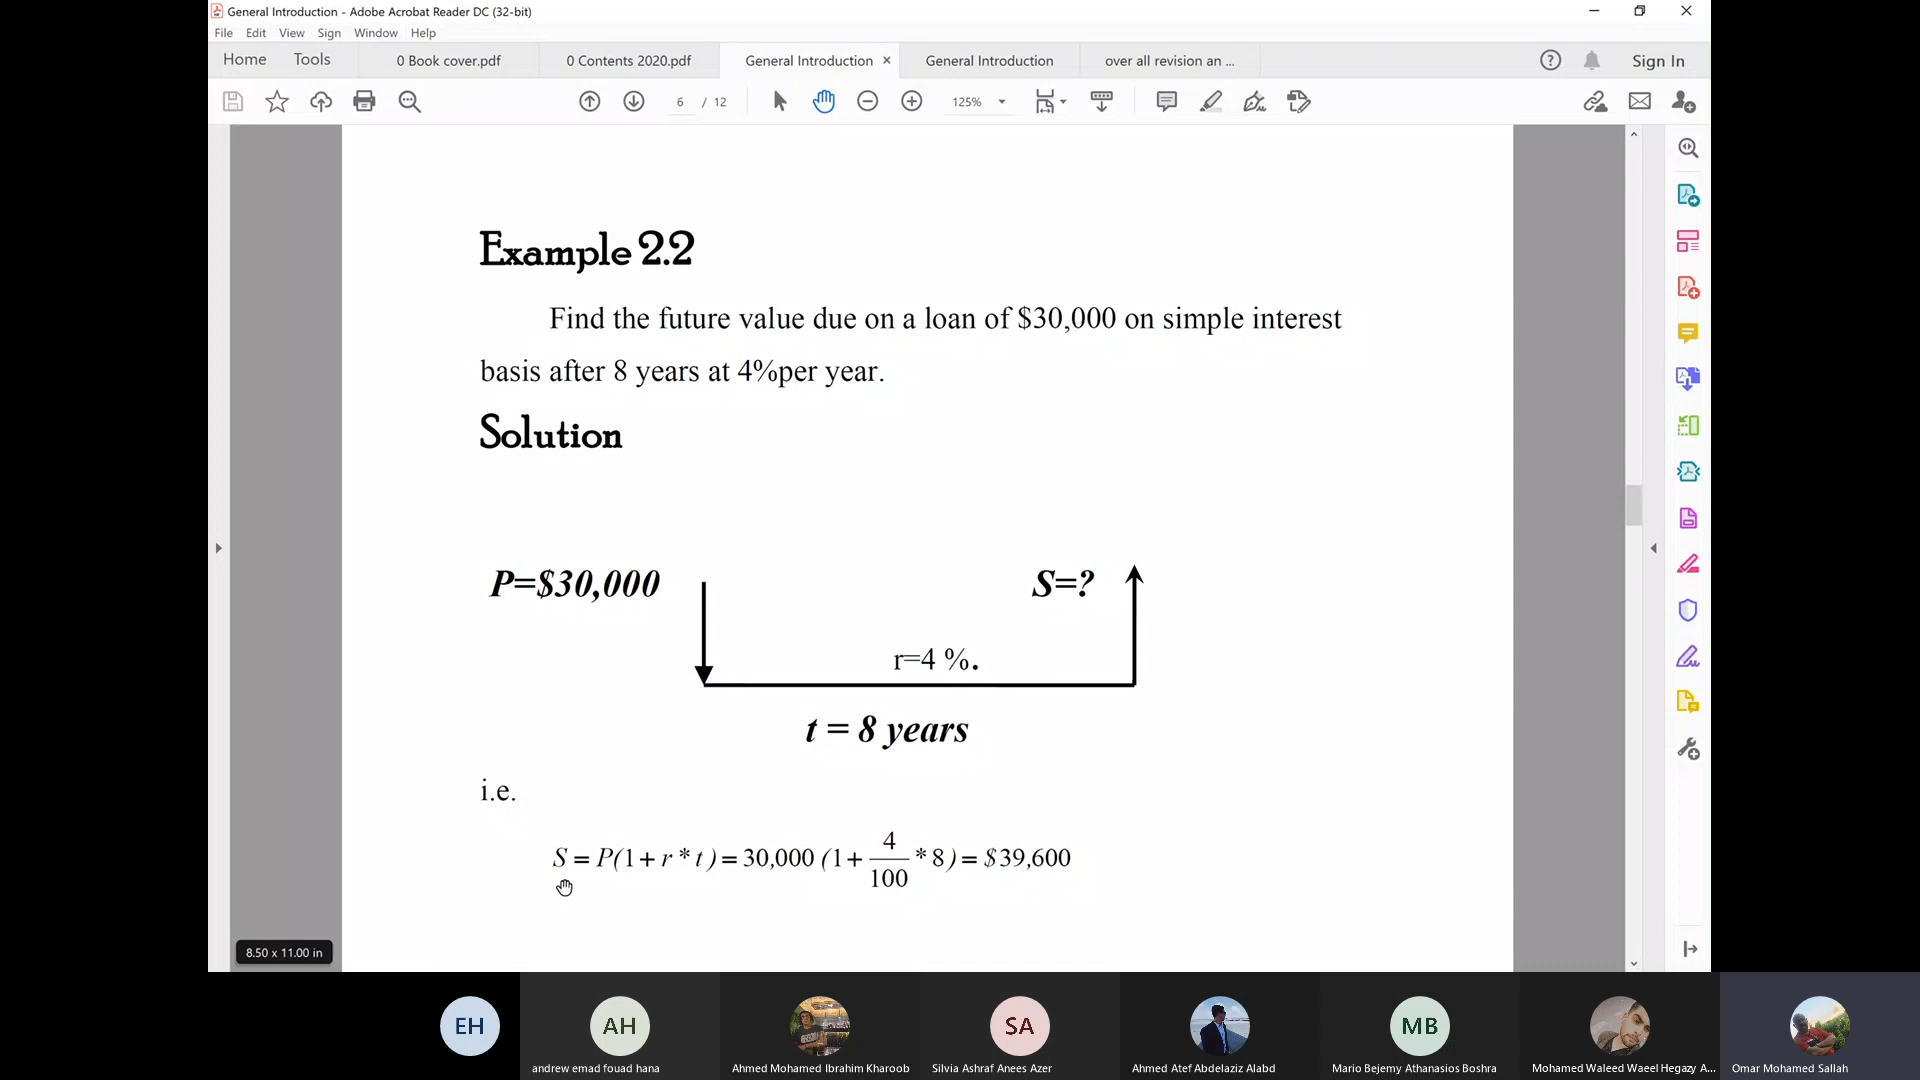 General Introduction - Adobe Acrobat Reader DC (32-bit)
File Edit View Sign Window Help
Home Tools 0 Book cover.pdf 0 Contents 2020.pdf General Introduction × General Introduction over all revision an ... Sign In
6 / 12 125%
Example 2.2
Find the future value due on a loan of $30,000 on simple interest
basis after 8 years at 4%per year.
Solution
P=$30,000 S=?
r=4 %.
t = 8 years
i.e.
S = P(1 + r * t) = 30,000 (1 + 4/100 * 8) = $39,600
8.50 x 11.00 in
EH AH SA MB
andrew emad fouad hana Ahmed Mohamed Ibrahim Kharoob Silvia Ashraf Anees Azer Ahmed Atef Abdelaziz Alabd Mario Bejemy Athanasios Boshra Mohamed Waleed Waeel Hegazy A... Omar Mohamed Sallah